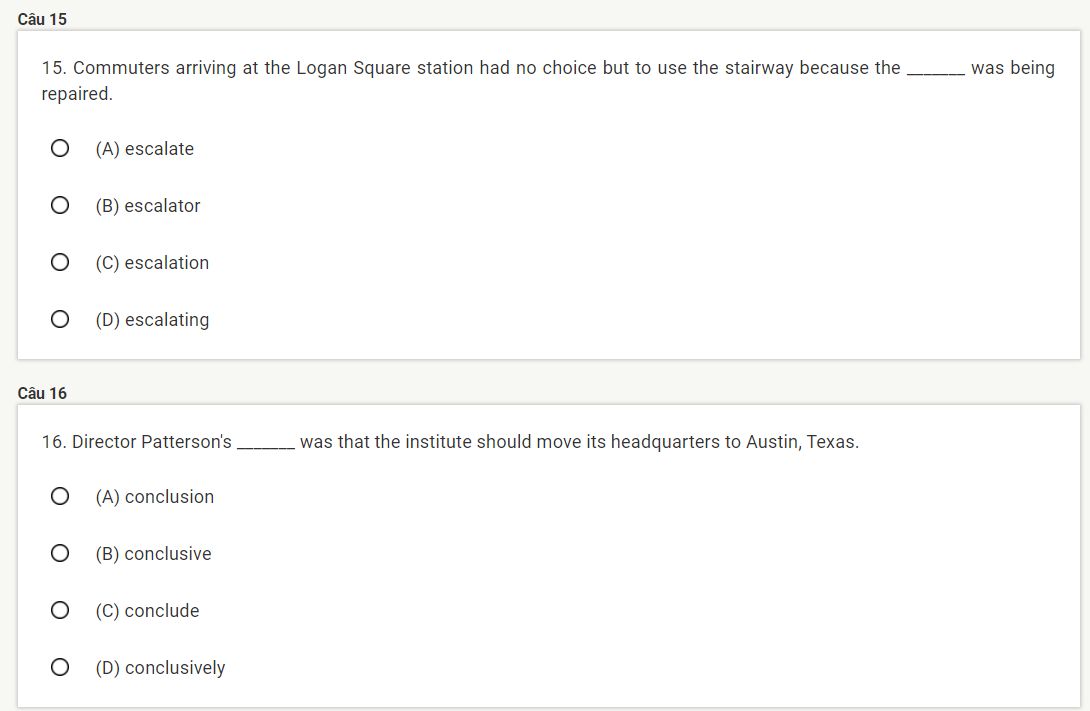 Câu 15
15. Commuters arriving at the Logan Square station had no choice but to use the stairway because the _______ was being
repaired.
(A) escalate
(B) escalator
(C) escalation
(D) escalating
Câu 16
16. Director Patterson's _______ was that the institute should move its headquarters to Austin, Texas.
(A) conclusion
(B) conclusive
(C) conclude
(D) conclusively